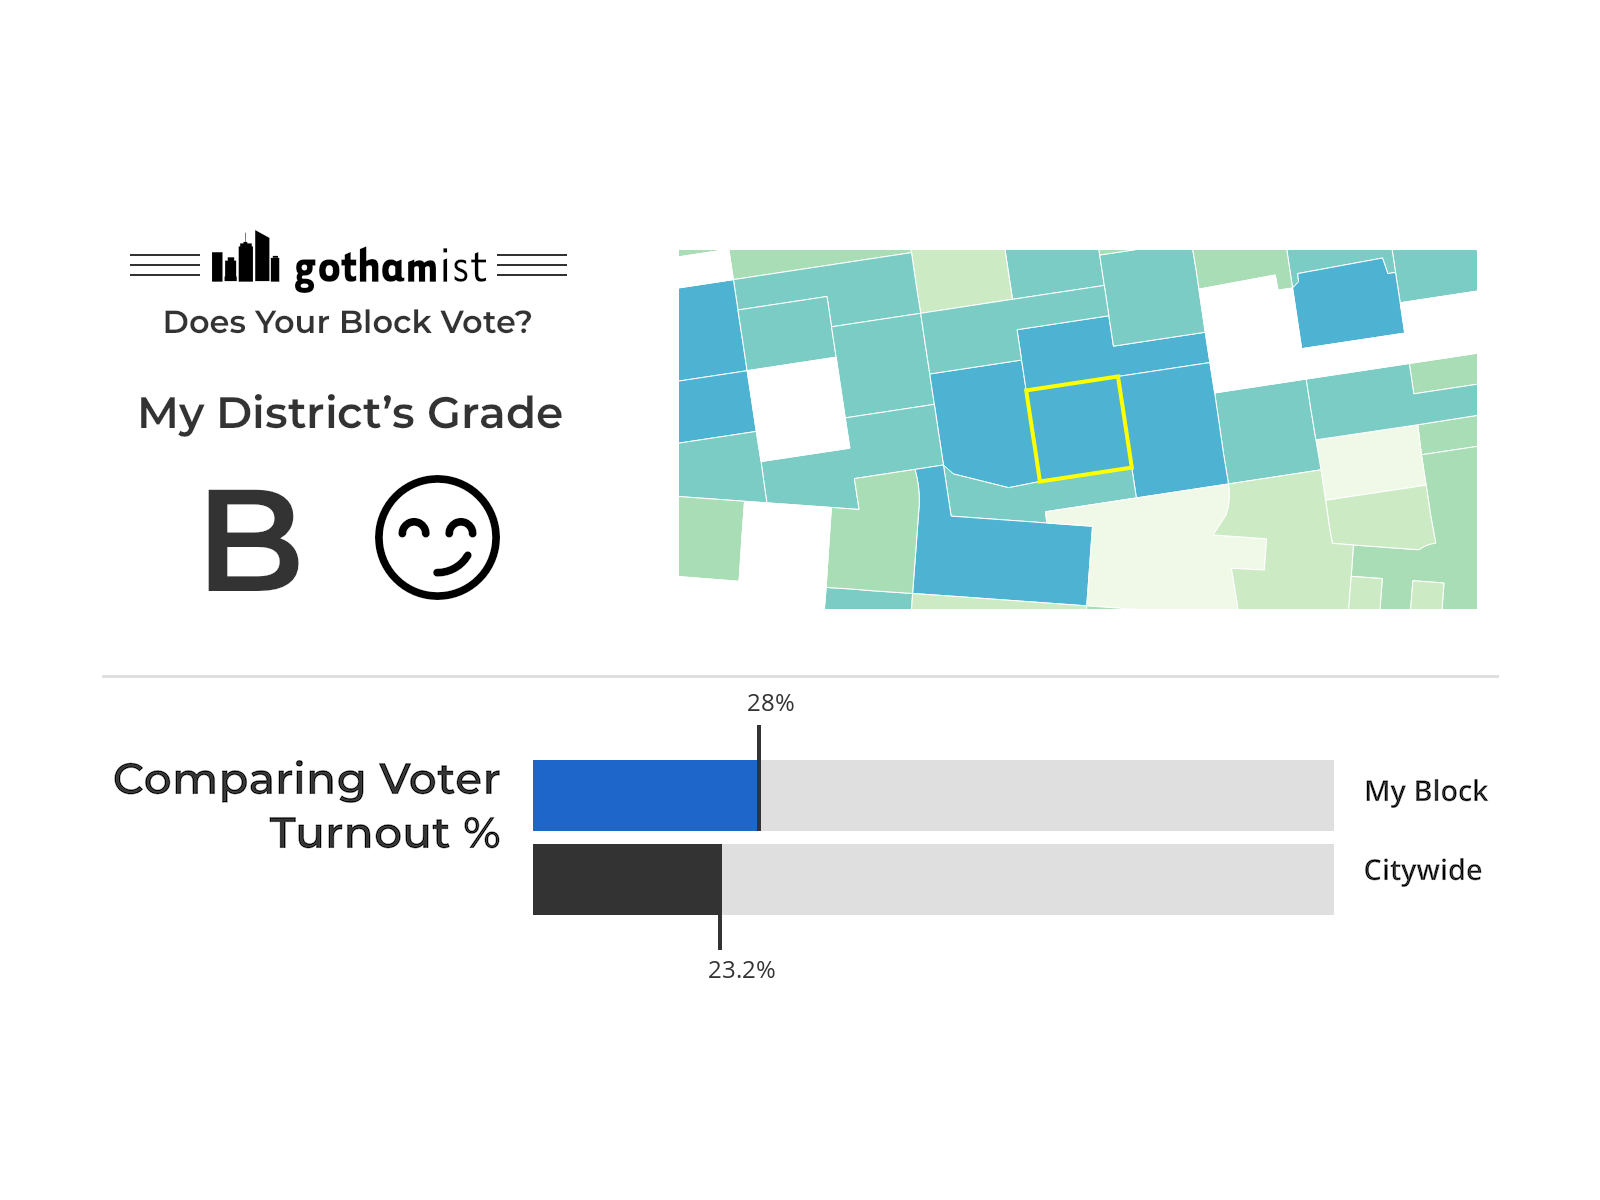 gothamist
Does Your Block Vote?
My District’s Grade
B
28%
Comparing Voter
Turnout %
My Block
Citywide
23.2%